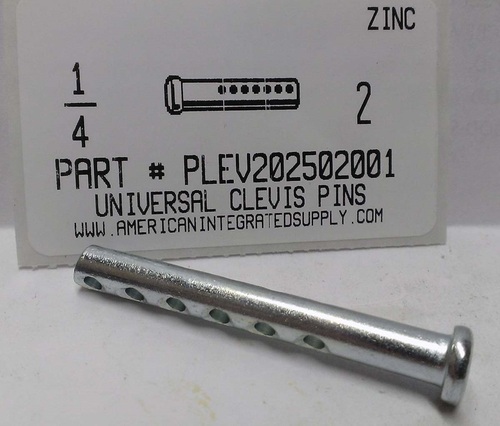 ZINC
1/4
2
PART # PLEV202502001
UNIVERSAL CLEVIS PINS
WWW.AMERICANINTEGRATEDSUPPLY.COM